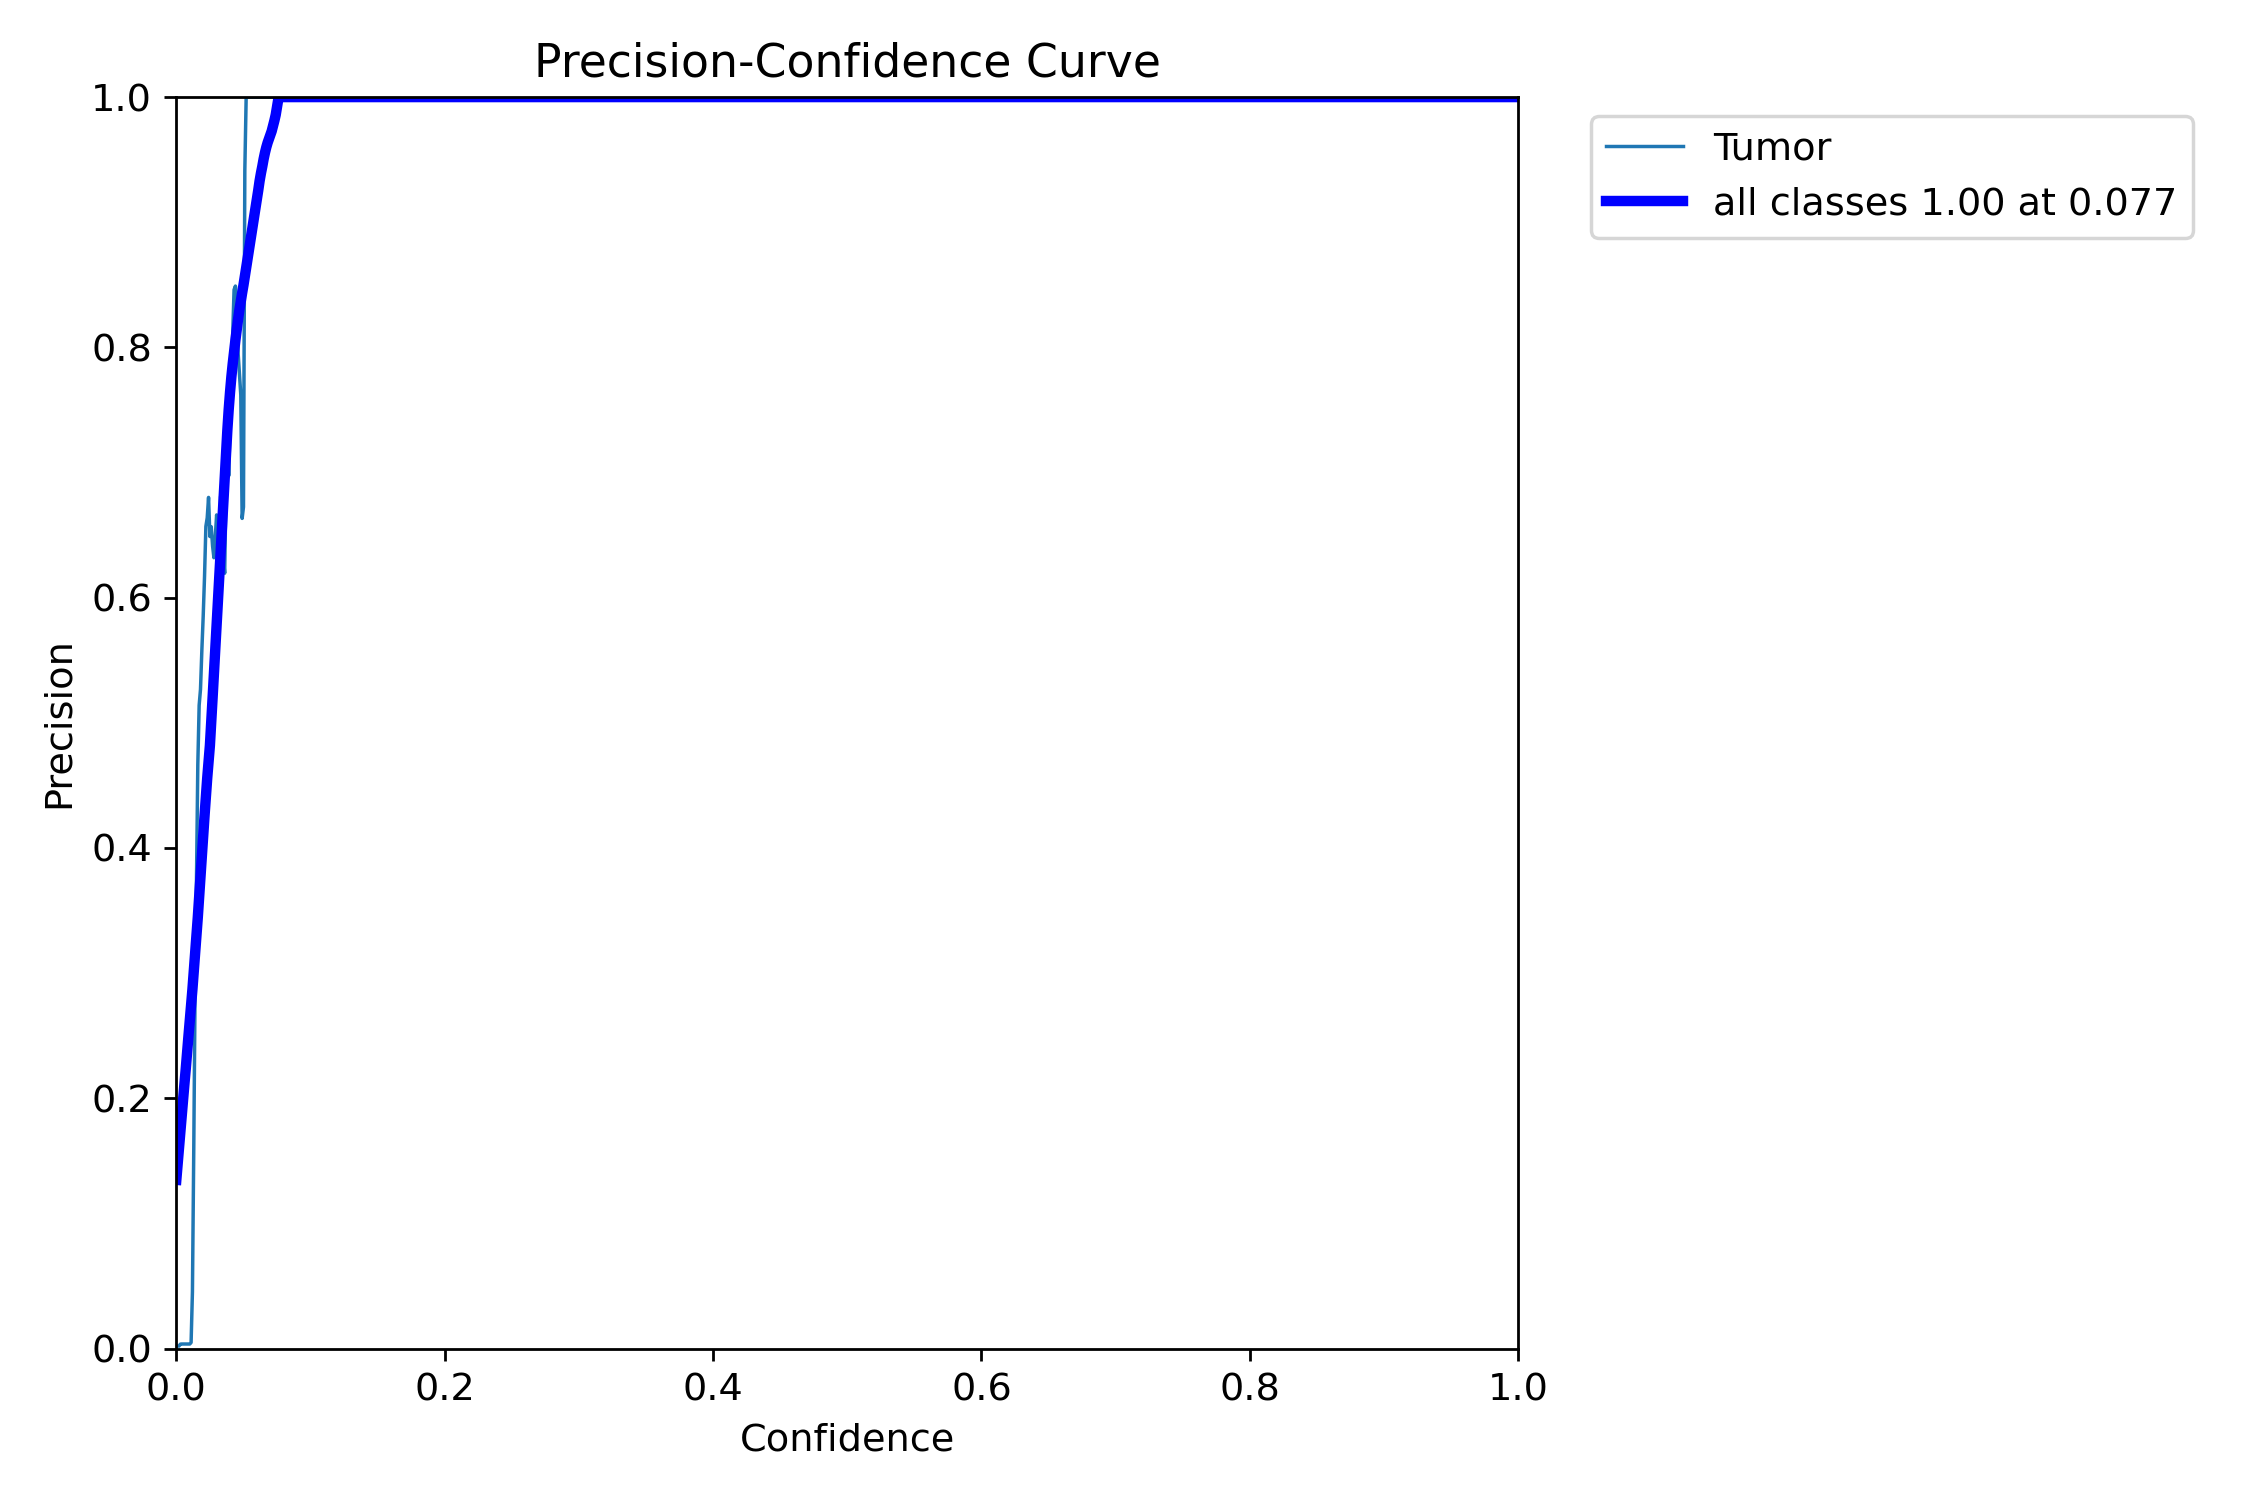 Precision-Confidence Curve
1.0
0.8
0.6
0.4
0.2
0.0
Precision
0.0 0.2 0.4 0.6 0.8 1.0
Confidence
Tumor
all classes 1.00 at 0.077